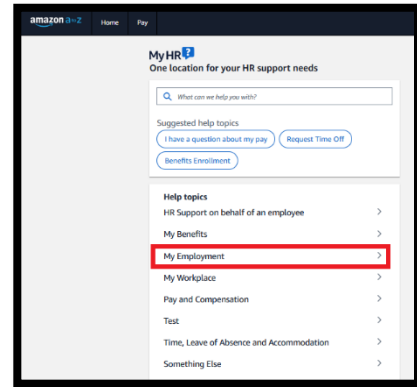 amazon a to z Home Pay
MyHR?
One location for your HR support needs
What can we help you with?
Suggested help topics
I have a question about my pay Request Time Off
Benefits Enrollment
Help topics
HR Support on behalf of an employee
My Benefits
My Employment
My Workplace
Pay and Compensation
Test
Time, Leave of Absence and Accommodation
Something Else